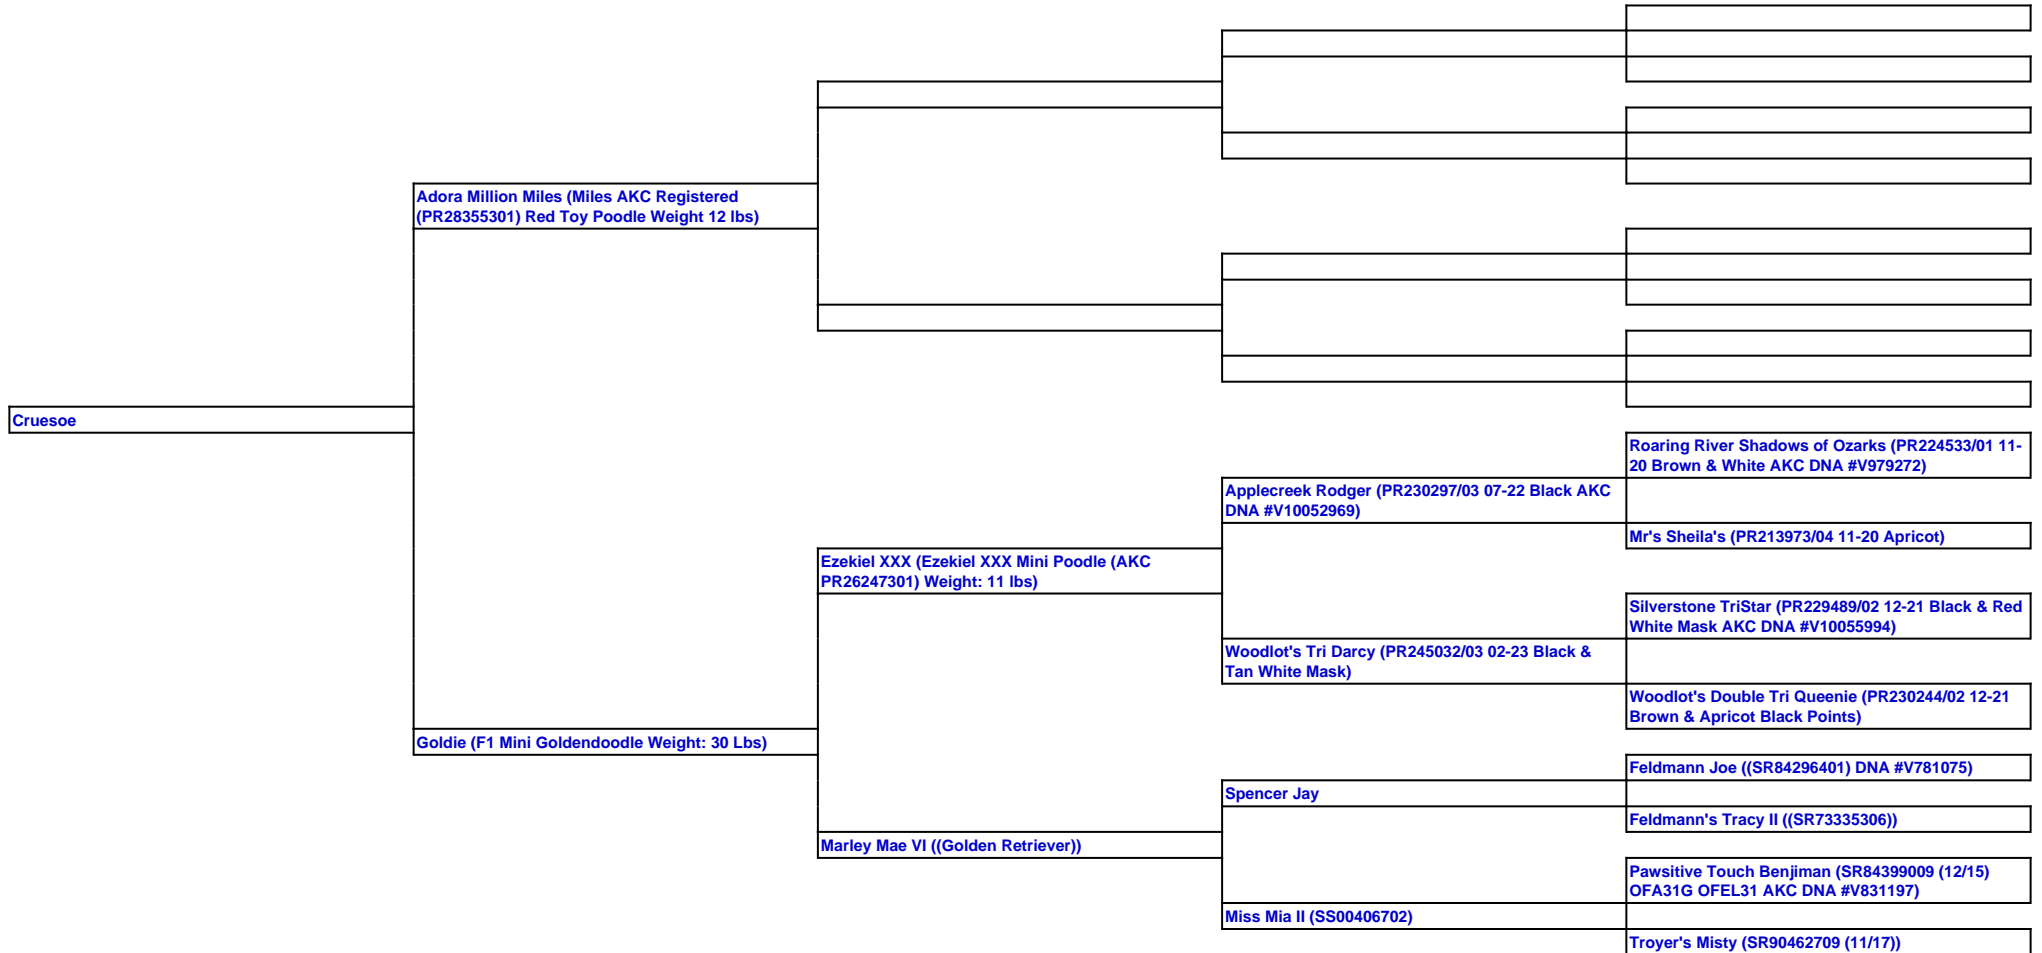 Adora Million Miles (Miles AKC Registered
(PR28355301) Red Toy Poodle Weight 12 lbs)
Cruesoe
Roaring River Shadows of Ozarks (PR224533/01 11-
20 Brown & White AKC DNA #V979272)
Applecreek Rodger (PR230297/03 07-22 Black AKC
DNA #V10052969)
Mr's Sheila's (PR213973/04 11-20 Apricot)
Ezekiel XXX (Ezekiel XXX Mini Poodle (AKC
PR26247301) Weight: 11 lbs)
Silverstone TriStar (PR229489/02 12-21 Black & Red
White Mask AKC DNA #V10055994)
Woodlot's Tri Darcy (PR245032/03 02-23 Black &
Tan White Mask)
Woodlot's Double Tri Queenie (PR230244/02 12-21
Brown & Apricot Black Points)
Goldie (F1 Mini Goldendoodle Weight: 30 Lbs)
Feldmann Joe ((SR84296401) DNA #V781075)
Spencer Jay
Feldmann's Tracy II ((SR73335306))
Marley Mae VI ((Golden Retriever))
Pawsitive Touch Benjiman (SR84399009 (12/15)
OFA31G OFEL31 AKC DNA #V831197)
Miss Mia II (SS00406702)
Troyer's Misty (SR90462709 (11/17))